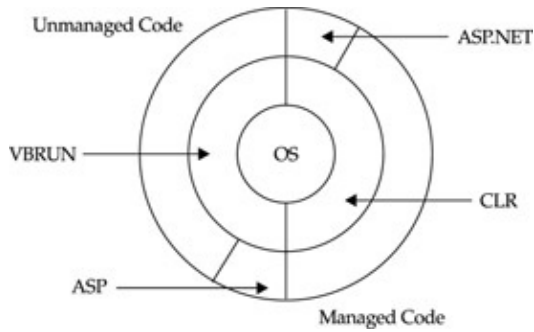 Unmanaged Code
ASP.NET
VBRUN
OS
CLR
ASP
Managed Code